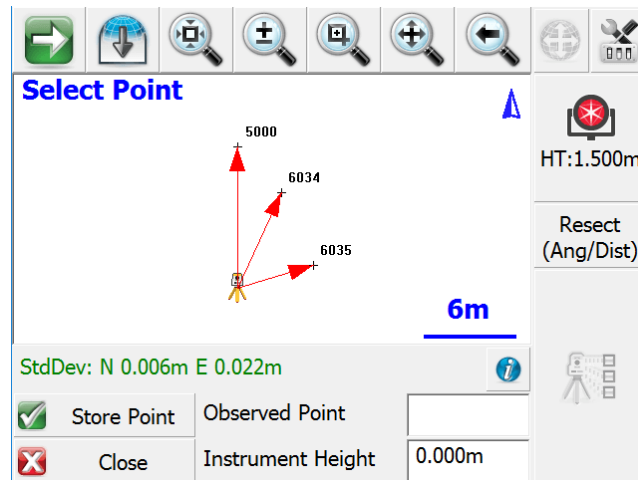 Select Point
5000
6034
HT:1.500m
Resect
(Ang/Dist)
6035
6m
StdDev: N 0.006m E 0.022m
Store Point
Observed Point
Close
Instrument Height
0.000m